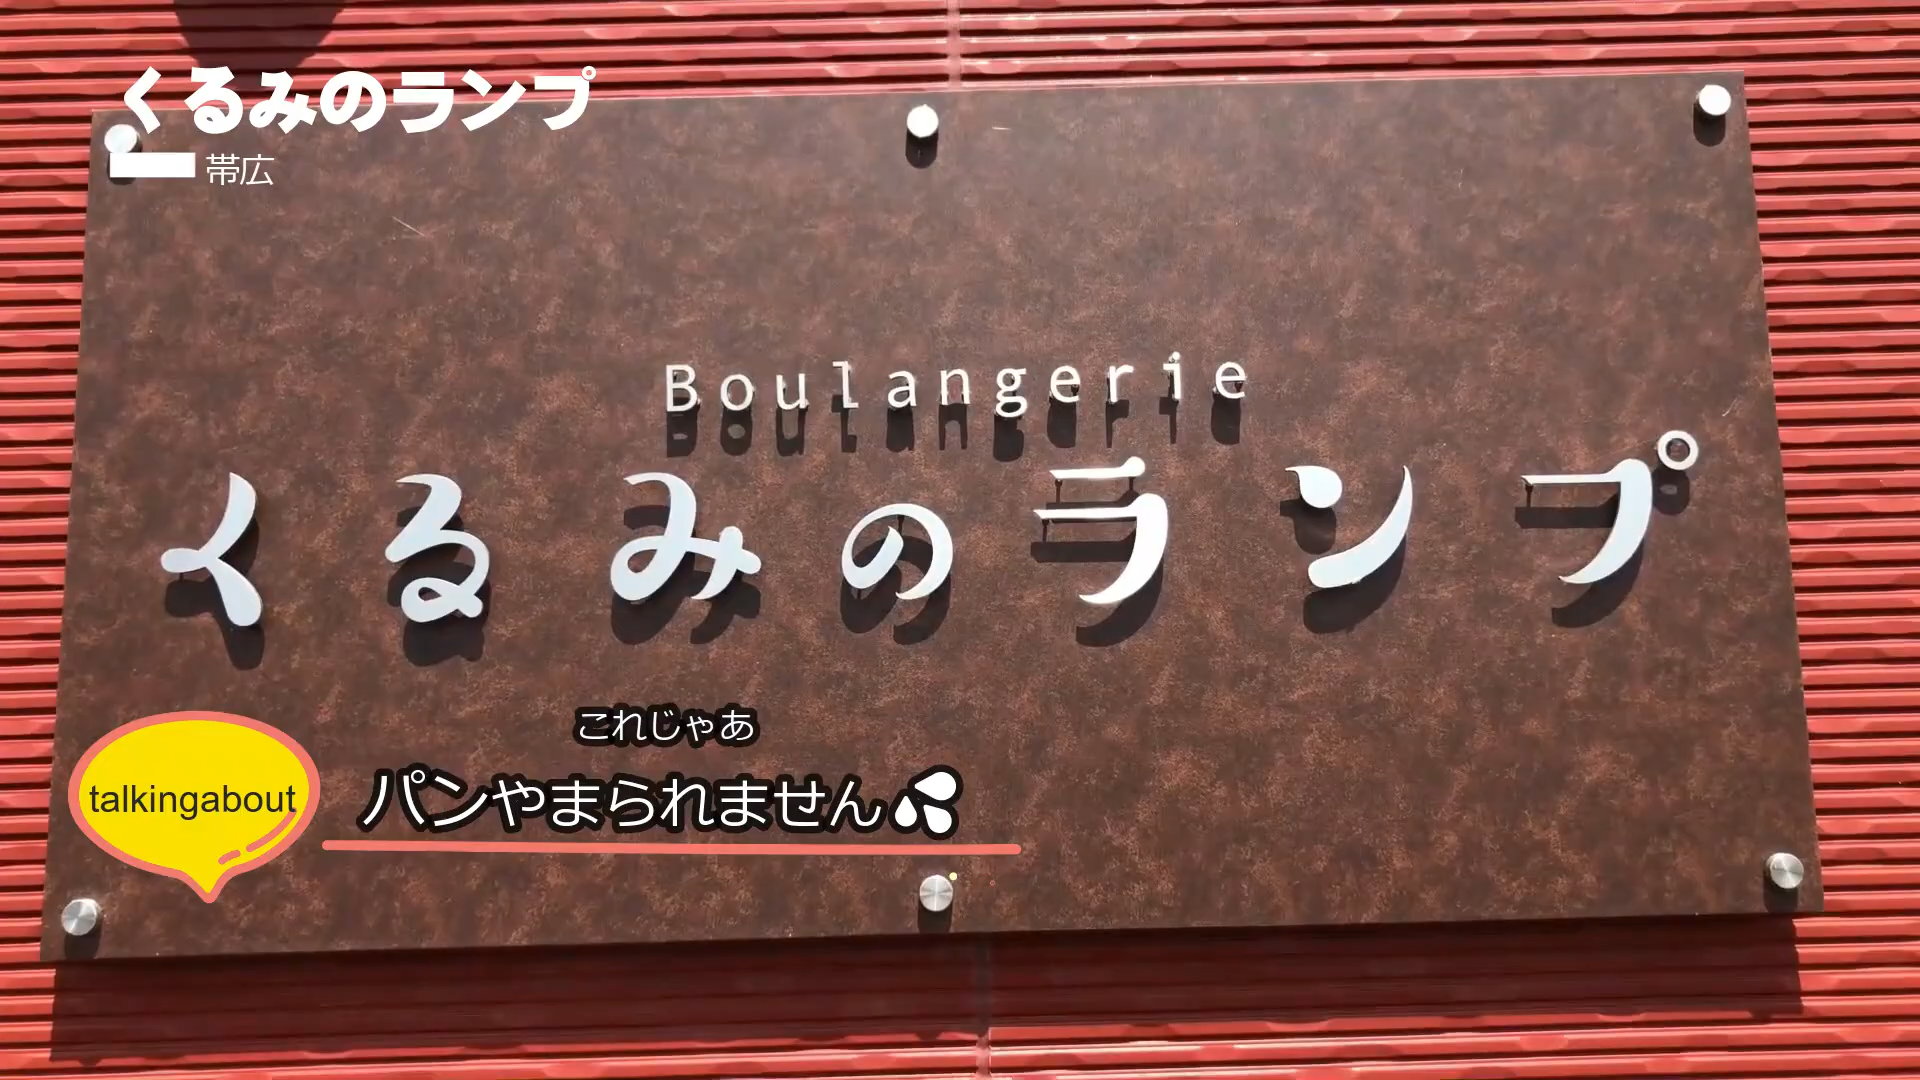 くるみのランプ
帯広
Boulangerie
くるみのランプ
これじゃあ
talkingabout
パンやまられません💦